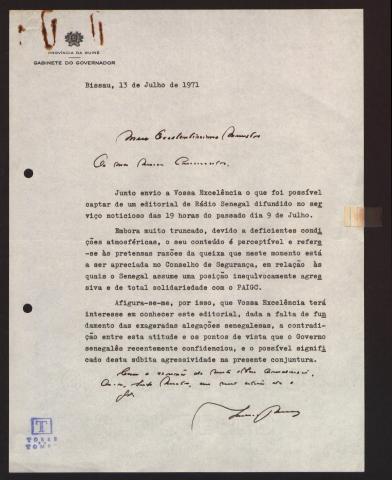 PROVÍNCIA DA GUINÉ
GABINETE DO GOVERNADOR
Bissau, 13 de Julho de 1971
Meu Excelentíssimo Ministro
Junto envio a Vossa Excelência o que foi possível
captar de um editorial de Rádio Senegal difundido no ser
viço noticioso das 19 horas do passado dia 9 de Julho.
Embora muito truncado, devido a deficientes condi
ções atmosféricas, o seu conteúdo é perceptível e refere-
-se às pretensas razões da queixa que neste momento está
a ser apreciada no Conselho de Segurança, em relação às
quais o Senegal assume uma posição inequìvocamente agres
siva e de total solidariedade com o PAIGC.
Afigura-se-me, por isso, que Vossa Excelência terá
interesse em conhecer este editorial, dada a falta de fun
damento das exageradas alegações senegalesas, a contradi
ção entre esta atitude e os pontos de vista que o Governo
senegalês recentemente confidenciou, e o possível signifi
cado desta súbita agressividade na presente conjuntura.
T
TORRE
DO
TOMBO